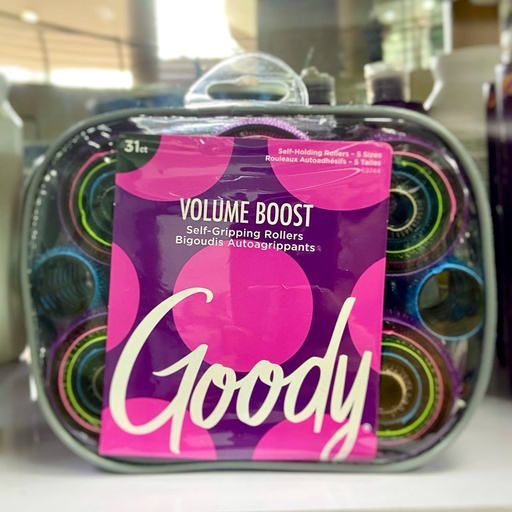 31ct
Self-Holding Rollers - 5 Sizes
Rouleaux Autoadhésifs - 5 Tailles
VOLUME BOOST
Self-Gripping Rollers
Bigoudis Autoagrippants
Goody